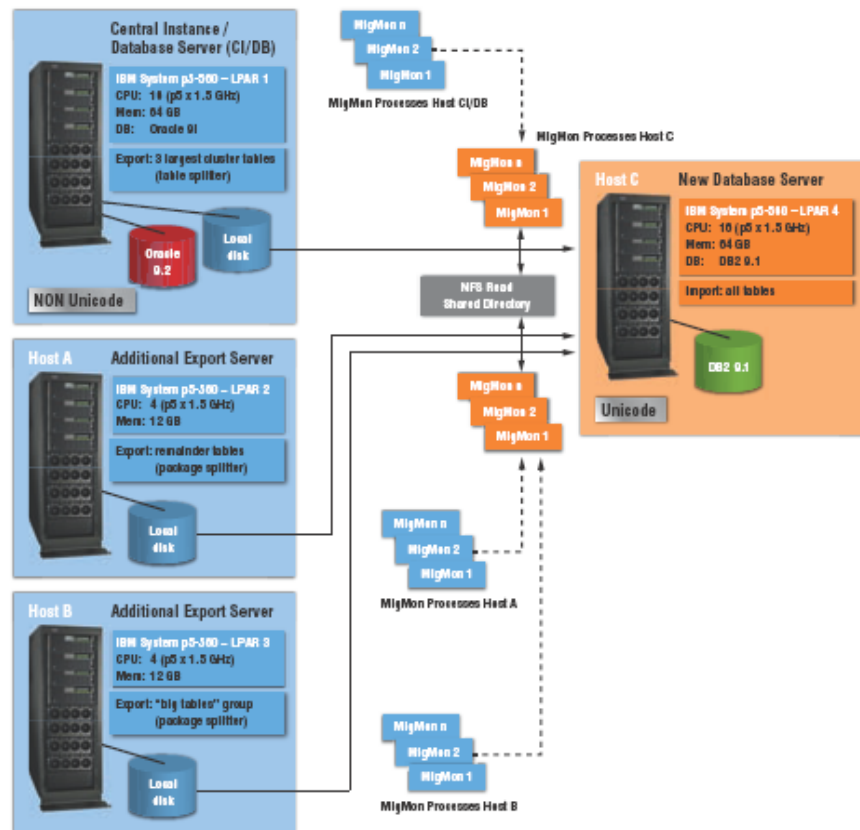 Central Instance /
Database Server (CI/DB)
IBM System p5-560 – LPAR 1
CPU: 16 (p5 x 1.5 GHz)
Mem: 64 GB
DB: Oracle 9i
Export: 3 largest cluster tables
(table splitter)
Oracle
9.2
Local
disk
NON Unicode
MigMon n
MigMon 2
MigMon 1
MigMon Processes Host CI/DB
MigMon Processes Host C
MigMon n
MigMon 2
MigMon 1
NFS Read
Shared Directory
MigMon n
MigMon 2
MigMon 1
Host C New Database Server
IBM System p5-560 – LPAR 4
CPU: 16 (p5 x 1.5 GHz)
Mem: 64 GB
DB: DB2 9.1
Import: all tables
DB2 9.1
Unicode
Host A Additional Export Server
IBM System p5-560 – LPAR 2
CPU: 4 (p5 x 1.5 GHz)
Mem: 12 GB
Export: remainder tables
(package splitter)
Local
disk
MigMon n
MigMon 2
MigMon 1
MigMon Processes Host A
Host B Additional Export Server
IBM System p5-560 – LPAR 3
CPU: 4 (p5 x 1.5 GHz)
Mem: 12 GB
Export: "big tables" group
(package splitter)
Local
disk
MigMon n
MigMon 2
MigMon 1
MigMon Processes Host B